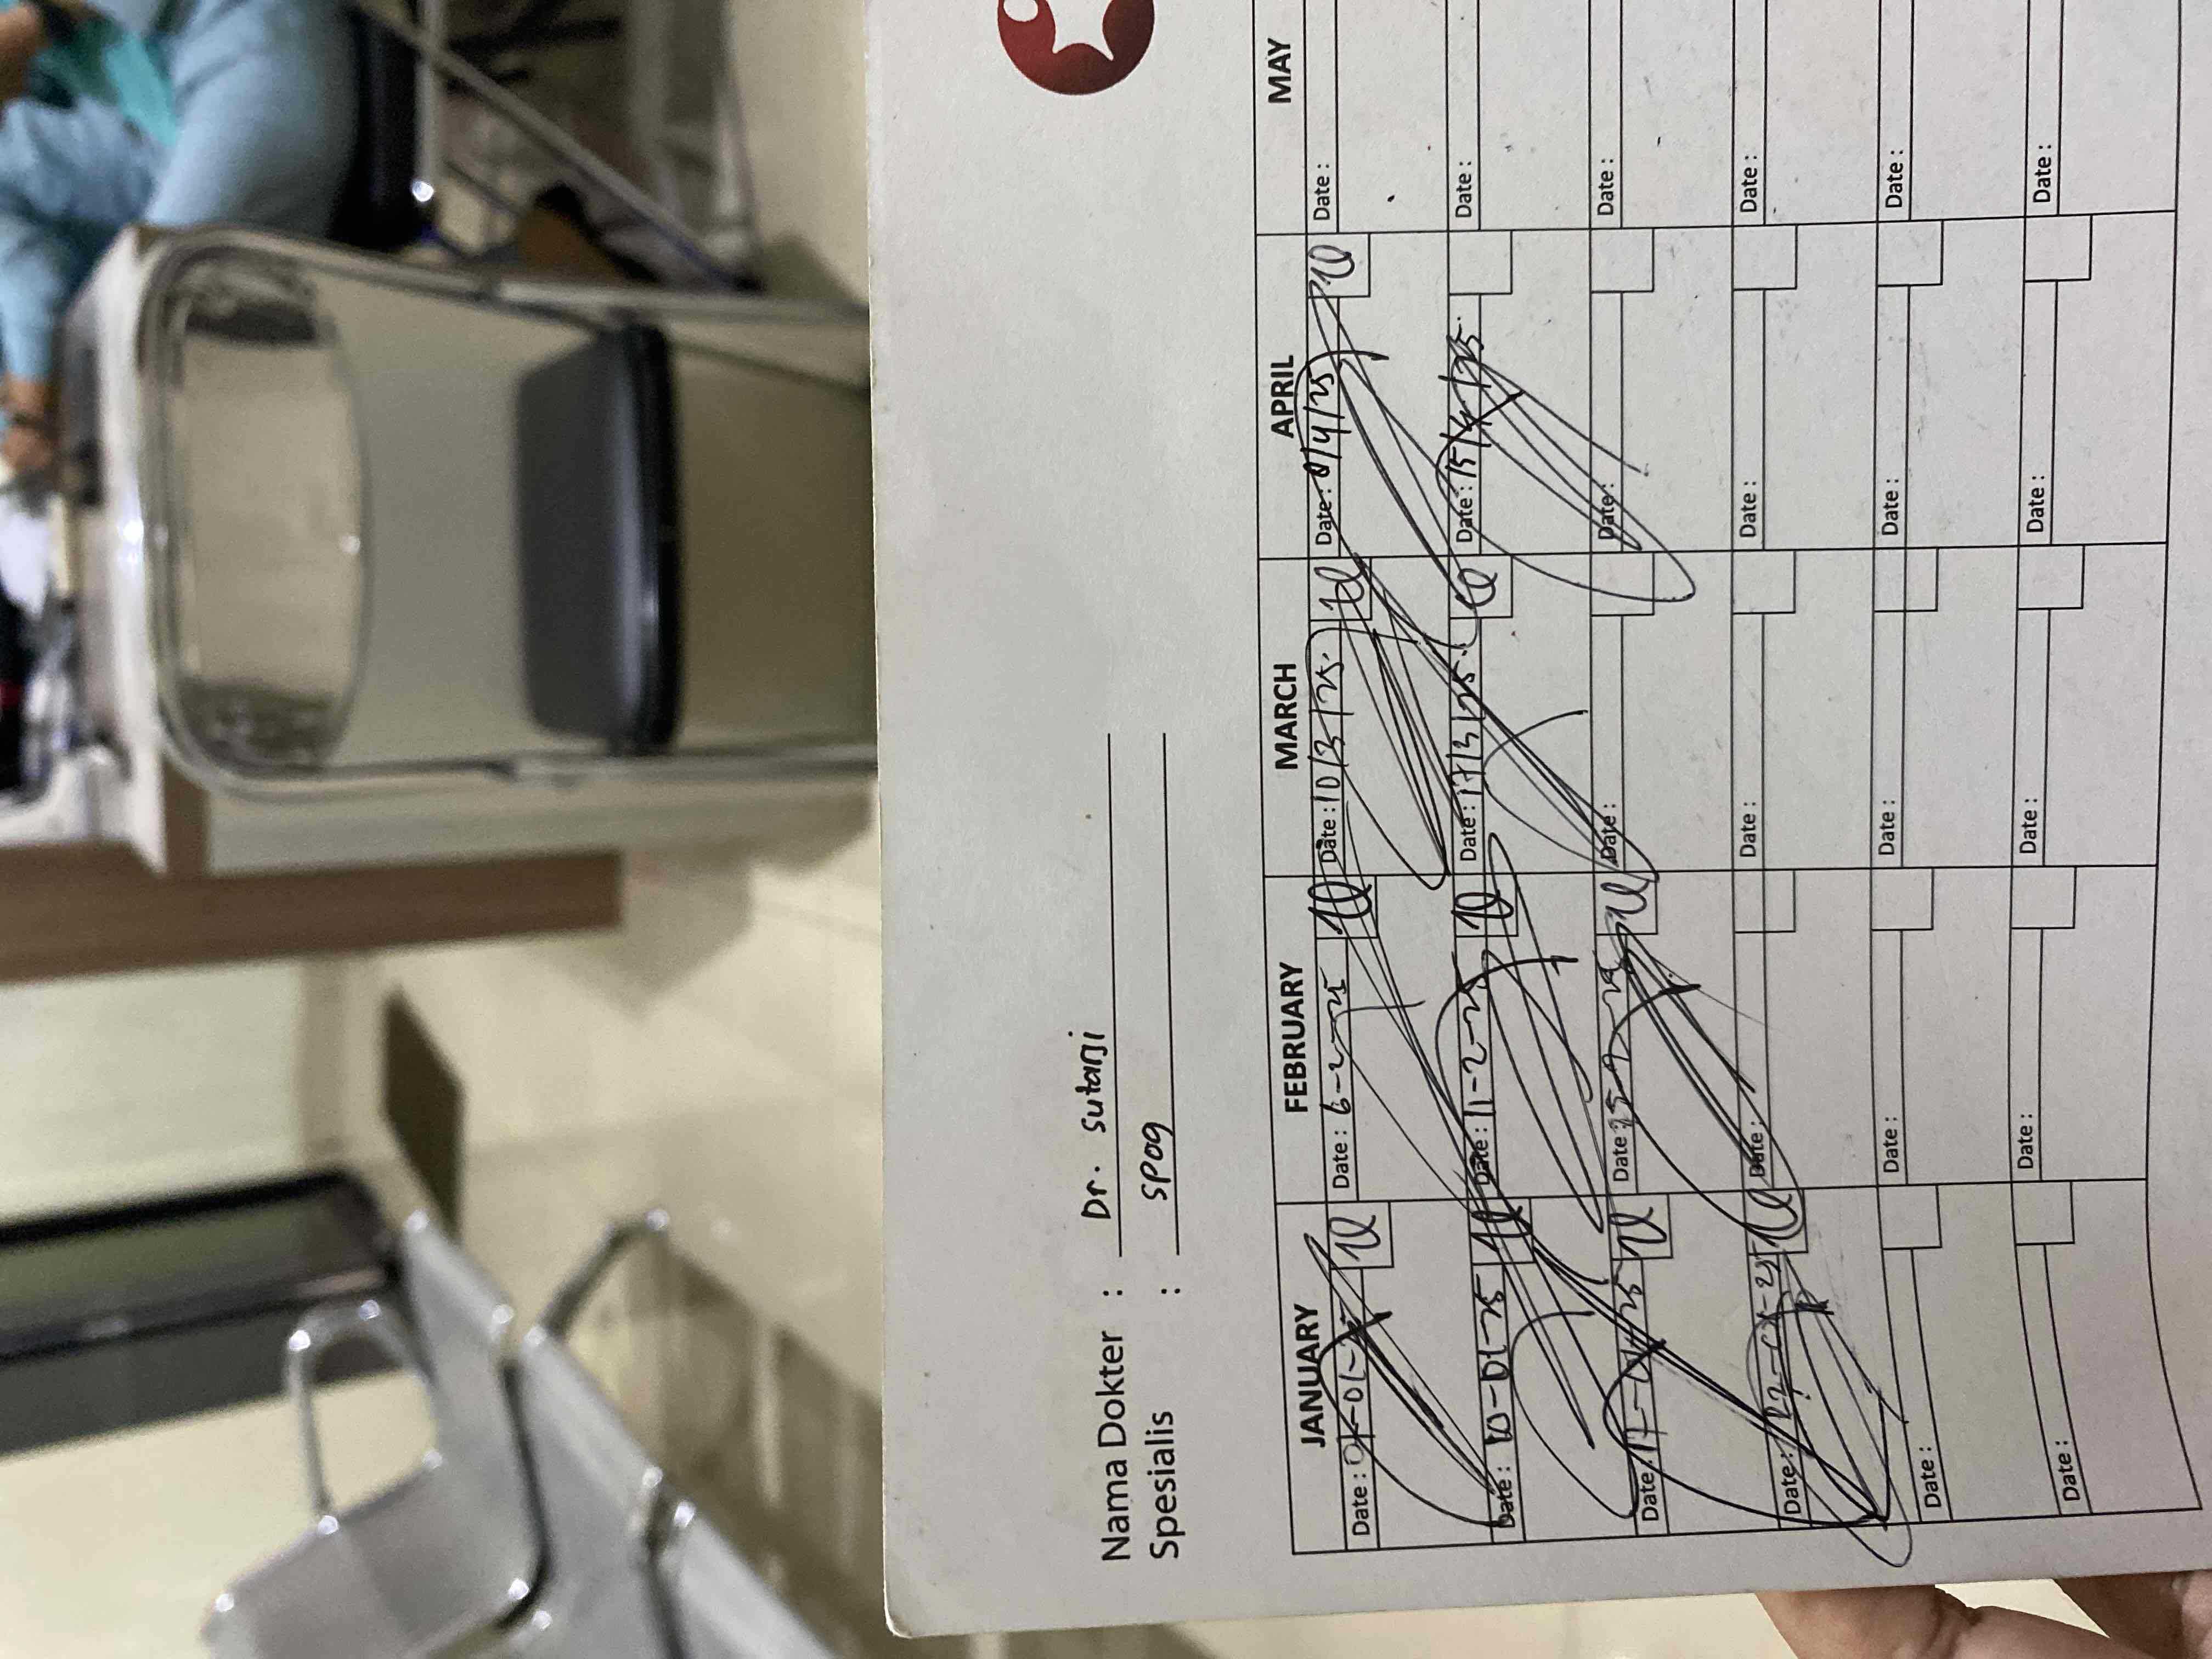 Nama Dokter : Dr. Sutanji
Spesialis : SPOG
JANUARY FEBRUARY MARCH APRIL MAY
Date : Date : 6-2-25 Date : 10/3/25. Date : 8/4/25 Date :
Date : 10-01-25 Date : 11-2-25 Date : 17/3/25. Date : 15/4/25. Date :
Date : Date : Date : Date : Date :
Date : Date : Date : Date : Date :
Date : Date : Date : Date : Date :
Date : Date : Date : Date : Date :